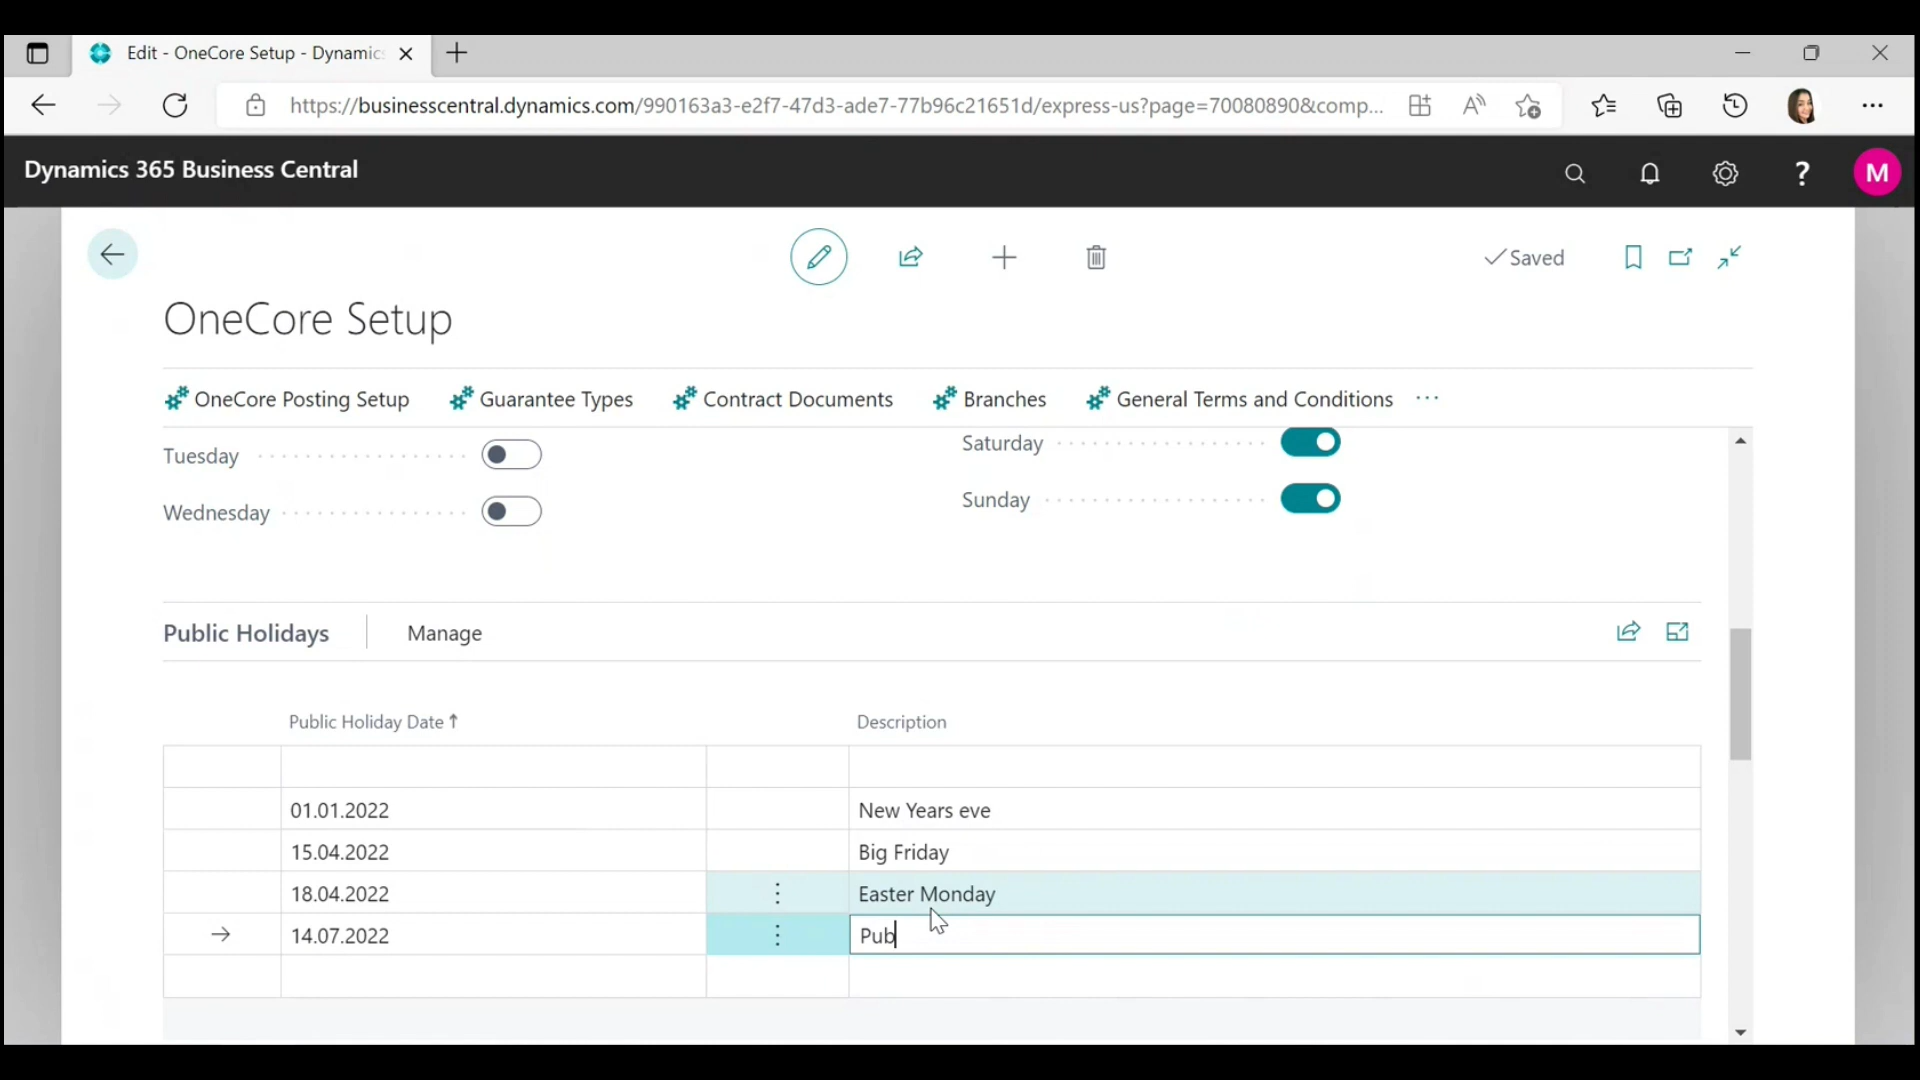 Edit - OneCore Setup - Dynamic
https://businesscentral.dynamics.com/990163a3-e2f7-47d3-ade7-77b96c21651d/express-us?page=70080890&comp...
Dynamics 365 Business Central
?
M
Saved
OneCore Setup
OneCore Posting Setup Guarantee Types Contract Documents Branches General Terms and Conditions ...
Tuesday Saturday
Wednesday Sunday
Public Holidays Manage
Public Holiday Date ↑ Description
01.01.2022 New Years eve
15.04.2022 Big Friday
18.04.2022 Easter Monday
14.07.2022 Pub